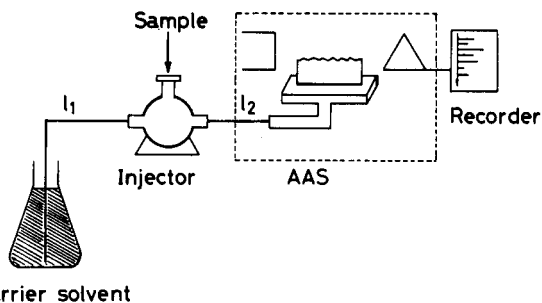 Sample
l1
l2
Recorder
Injector
AAS
rrier solvent